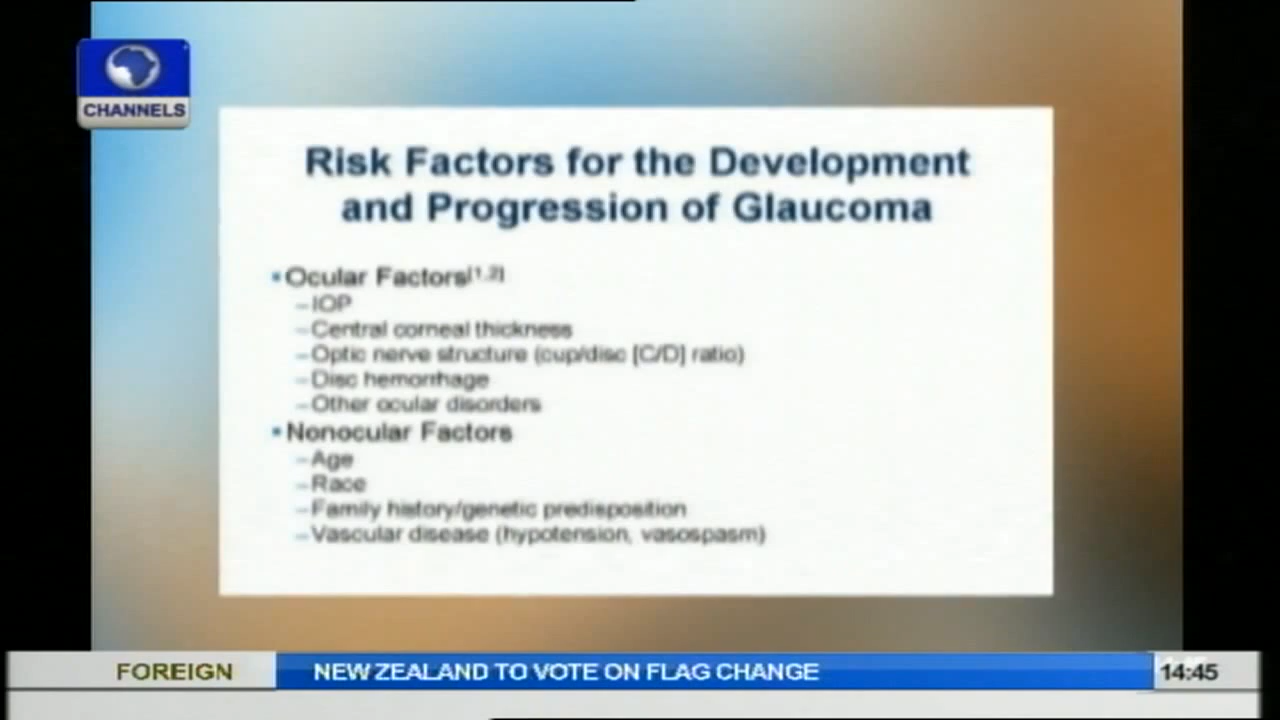 CHANNELS
Risk Factors for the Development
and Progression of Glaucoma
▪Ocular Factors[1,2]
–IOP
–Central corneal thickness
–Optic nerve structure (cup/disc [C/D] ratio)
–Disc hemorrhage
–Other ocular disorders
▪Nonocular Factors
–Age
–Race
–Family history/genetic predisposition
–Vascular disease (hypotension, vasospasm)
FOREIGN
NEW ZEALAND TO VOTE ON FLAG CHANGE
14:45